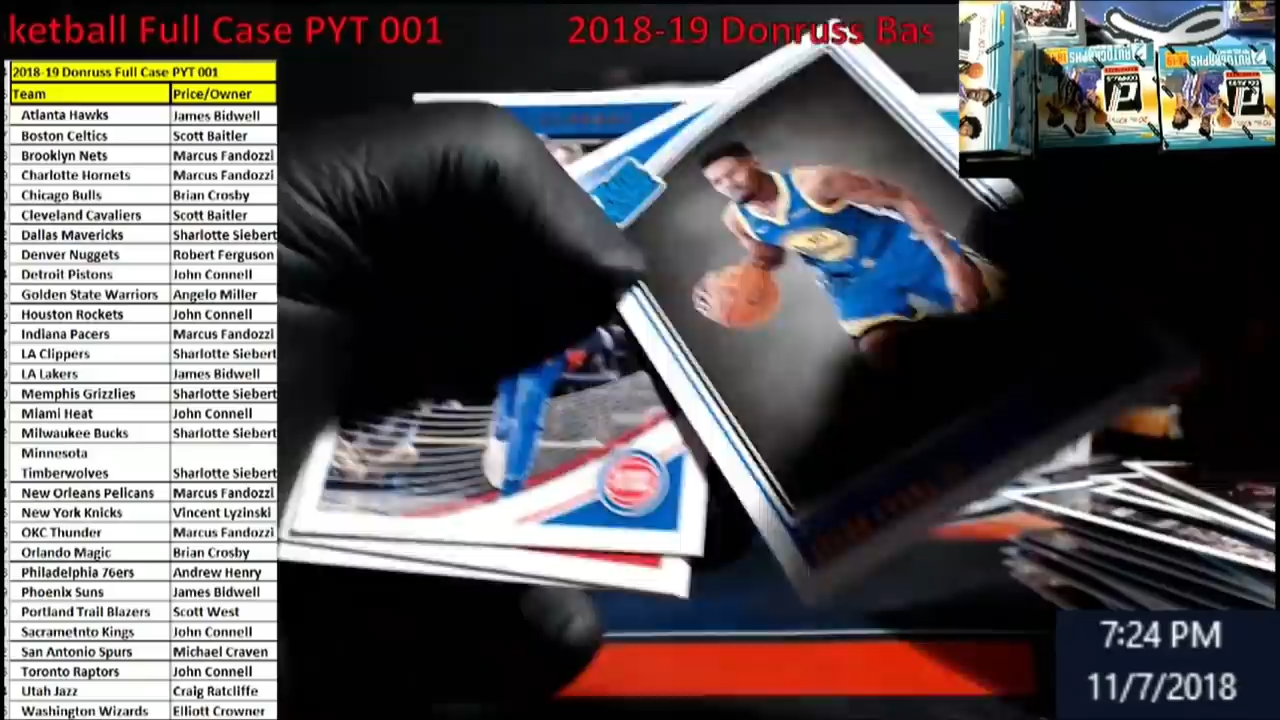 ketball Full Case PYT 001 2018-19 Donruss Bas
2018-19 Donruss Full Case PYT 001
Team Price/Owner
Atlanta Hawks James Bidwell
Boston Celtics Scott Baitler
Brooklyn Nets Marcus Fandozzi
Charlotte Hornets Marcus Fandozzi
Chicago Bulls Brian Crosby
Cleveland Cavaliers Scott Baitler
Dallas Mavericks Sharlotte Siebert
Denver Nuggets Robert Ferguson
Detroit Pistons John Connell
Golden State Warriors Angelo Miller
Houston Rockets John Connell
Indiana Pacers Marcus Fandozzi
LA Clippers Sharlotte Siebert
LA Lakers James Bidwell
Memphis Grizzlies Sharlotte Siebert
Miami Heat John Connell
Milwaukee Bucks Sharlotte Siebert
Minnesota
Timberwolves Sharlotte Siebert
New Orleans Pelicans Marcus Fandozzi
New York Knicks Vincent Lyzinski
OKC Thunder Marcus Fandozzi
Orlando Magic Brian Crosby
Philadelphia 76ers Andrew Henry
Phoenix Suns James Bidwell
Portland Trail Blazers Scott West
Sacrametnto Kings John Connell
San Antonio Spurs Michael Craven
Toronto Raptors John Connell
Utah Jazz Craig Ratcliffe
Washington Wizards Elliott Crowner
AUTOGRAPHS
AUTOGRAPHS
7:24 PM
11/7/2018